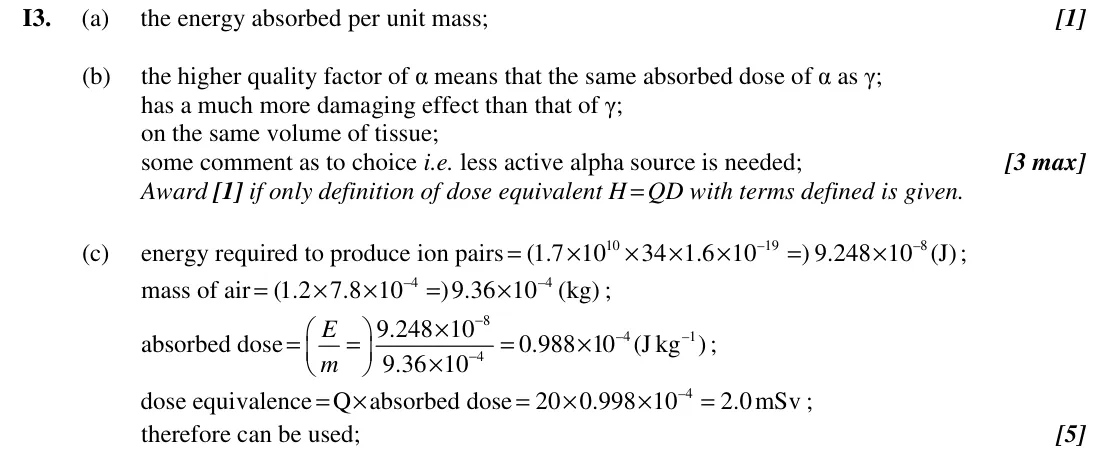 I3. (a) the energy absorbed per unit mass; [1]
(b) the higher quality factor of α means that the same absorbed dose of α as γ;
has a much more damaging effect than that of γ;
on the same volume of tissue;
some comment as to choice i.e. less active alpha source is needed; [3 max]
Award [1] if only definition of dose equivalent H = QD with terms defined is given.
(c) energy required to produce ion pairs = (1.7×10¹⁰ × 34×1.6×10⁻¹⁹ =) 9.248×10⁻⁸ (J) ;
mass of air = (1.2×7.8×10⁻⁴ =) 9.36×10⁻⁴ (kg) ;
absorbed dose = (E/m =) 9.248×10⁻⁸/9.36×10⁻⁴ = 0.988×10⁻⁴ (J kg⁻¹) ;
dose equivalence = Q×absorbed dose = 20×0.998×10⁻⁴ = 2.0 mSv ;
therefore can be used; [5]